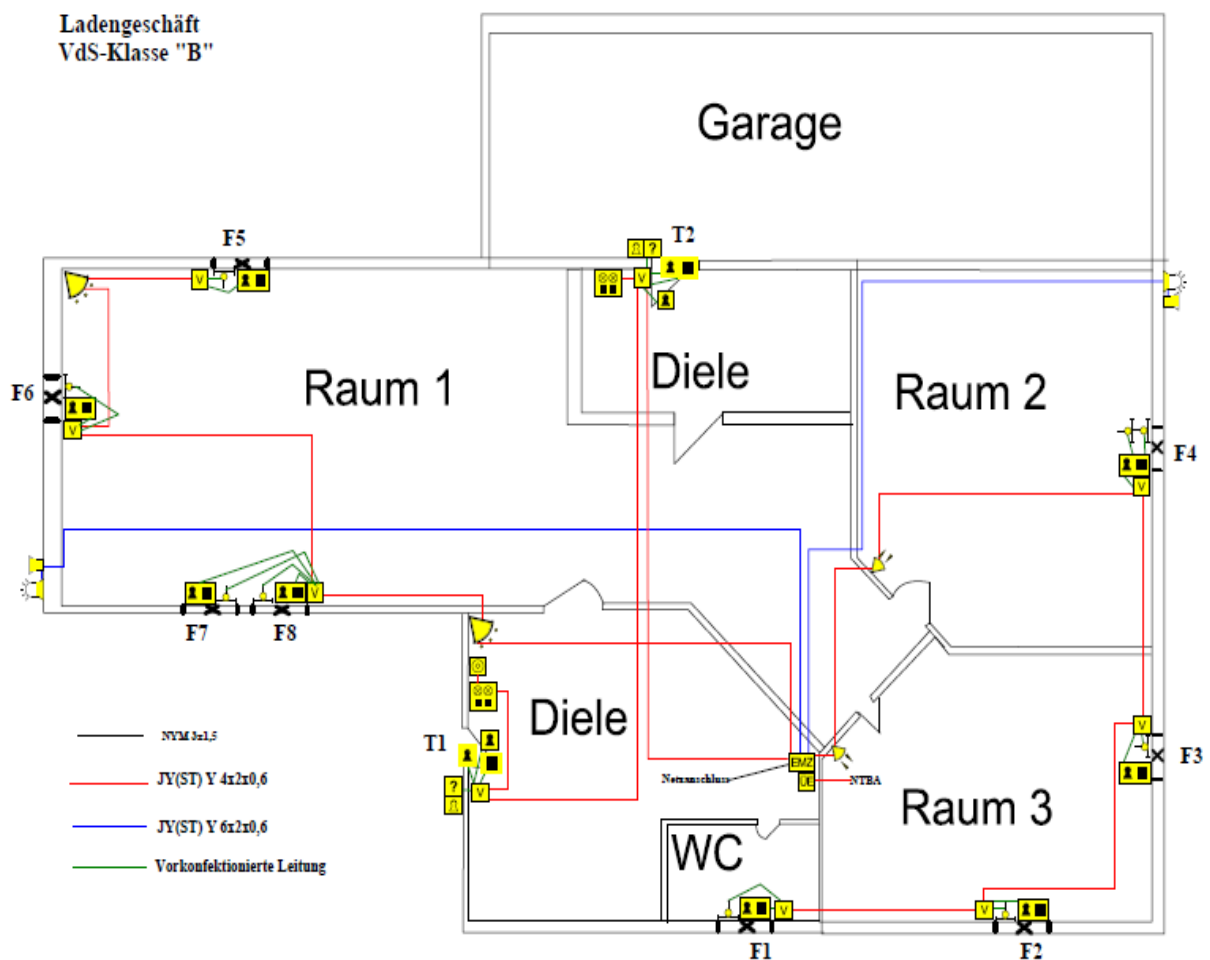 Ladengeschäft
VdS-Klasse "B"
Garage
F5
T2
?
V
V
F6
Raum 1
Diele
Raum 2
V
F4
V
V
F7
F8
Diele
T1
NYM 3x1,5
JY(ST) Y 4x2x0,6
JY(ST) Y 6x2x0,6
Vorkonfektionierte Leitung
?
V
Netzanschluss
EMZ
ÜE
NTBA
V
F3
Raum 3
WC
V
V
F1
F2